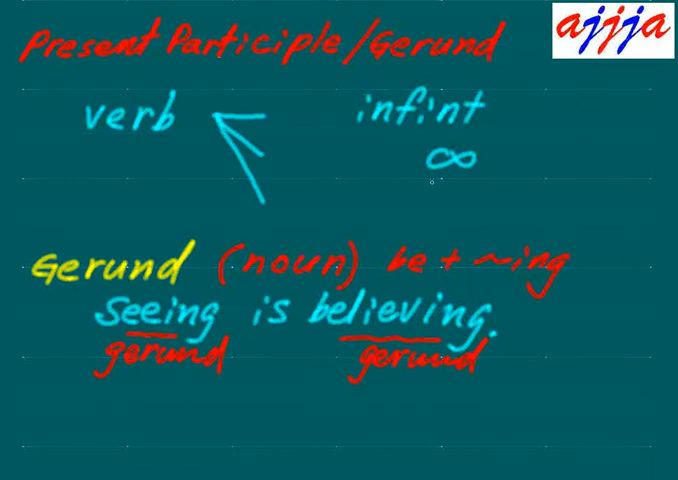 ajjja
Present Participle/Gerund
verb infint
∞
Gerund (noun) be + ~ing
Seeing is believing.
gerund gerund